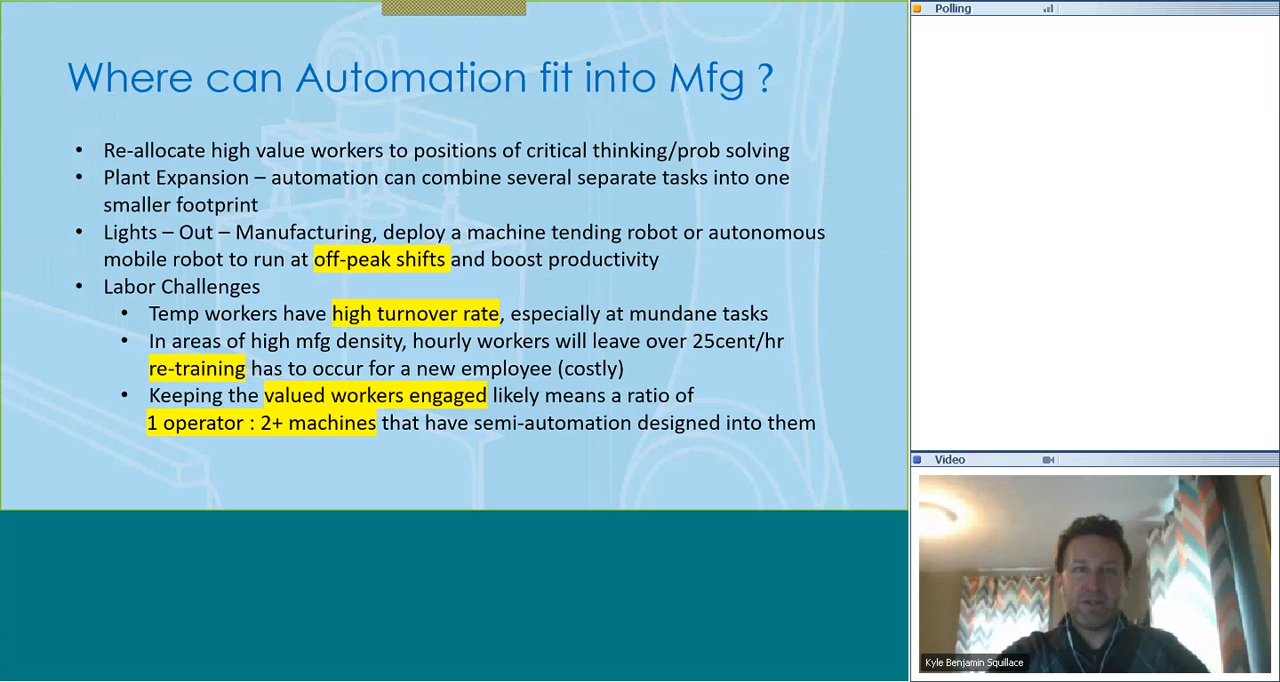 Where can Automation fit into Mfg ?
• Re-allocate high value workers to positions of critical thinking/prob solving
• Plant Expansion – automation can combine several separate tasks into one
smaller footprint
• Lights – Out – Manufacturing, deploy a machine tending robot or autonomous
mobile robot to run at off-peak shifts and boost productivity
• Labor Challenges
• Temp workers have high turnover rate, especially at mundane tasks
• In areas of high mfg density, hourly workers will leave over 25cent/hr
re-training has to occur for a new employee (costly)
• Keeping the valued workers engaged likely means a ratio of
1 operator : 2+ machines that have semi-automation designed into them
Polling
Video
Kyle Benjamin Squillace